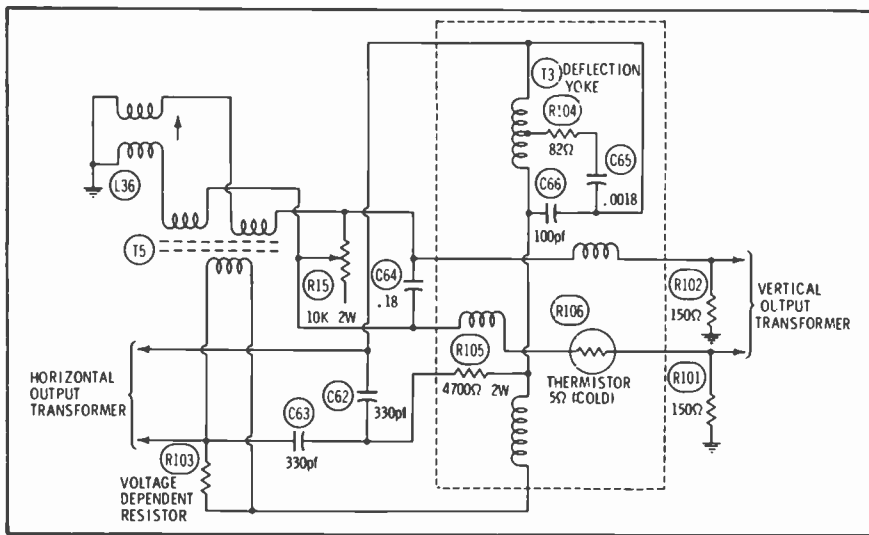 T3 DEFLECTION
YOKE
R104
82Ω
C65
.0018
C66
100pf
L36
T5
R15
10K 2W
C64
.18
R102
150Ω
VERTICAL
OUTPUT
TRANSFORMER
R106
THERMISTOR
5Ω (COLD)
R101
150Ω
R105
4700Ω 2W
HORIZONTAL
OUTPUT
TRANSFORMER
C62
330pf
C63
330pf
R103
VOLTAGE
DEPENDENT
RESISTOR